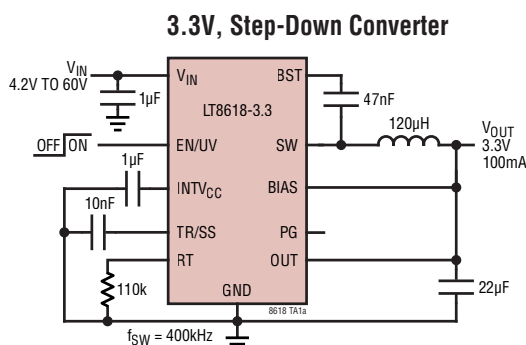 3.3V, Step-Down Converter
V_IN
4.2V TO 60V
1µF
V_IN
BST
LT8618-3.3
47nF
120µH
V_OUT
3.3V
100mA
OFF ON
EN/UV
SW
1µF
INTV_CC
BIAS
10nF
TR/SS
PG
RT
OUT
110k
GND
22µF
8618 TA1a
f_SW = 400kHz